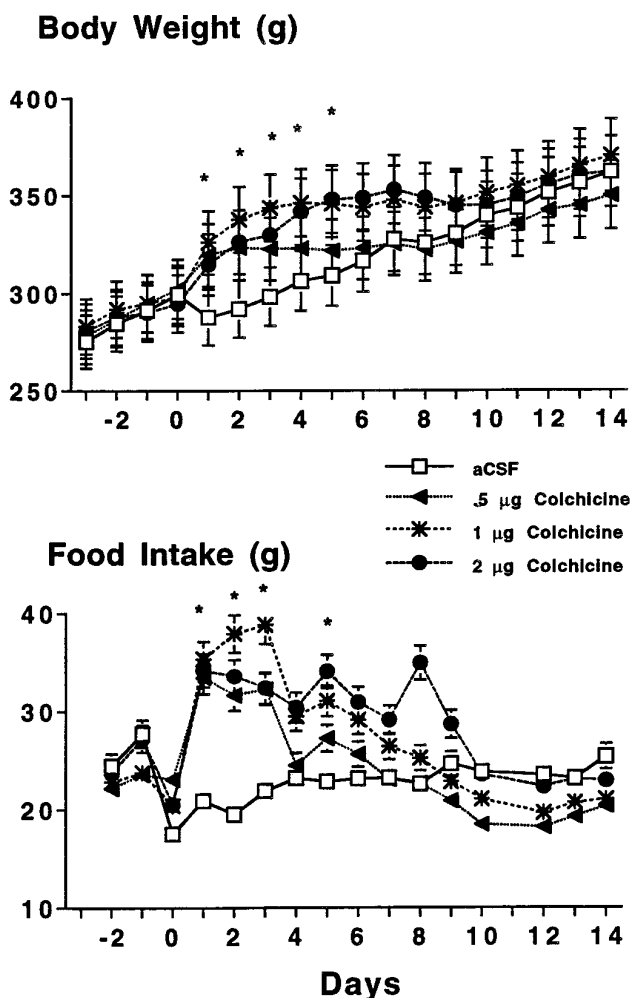 Body Weight (g)
400
* * * * *
350
300
250
-2 0 2 4 6 8 10 12 14
aCSF
.5 μg Colchicine
1 μg Colchicine
2 μg Colchicine
Food Intake (g)
* * * *
40
30
20
10
-2 0 2 4 6 8 10 12 14
Days